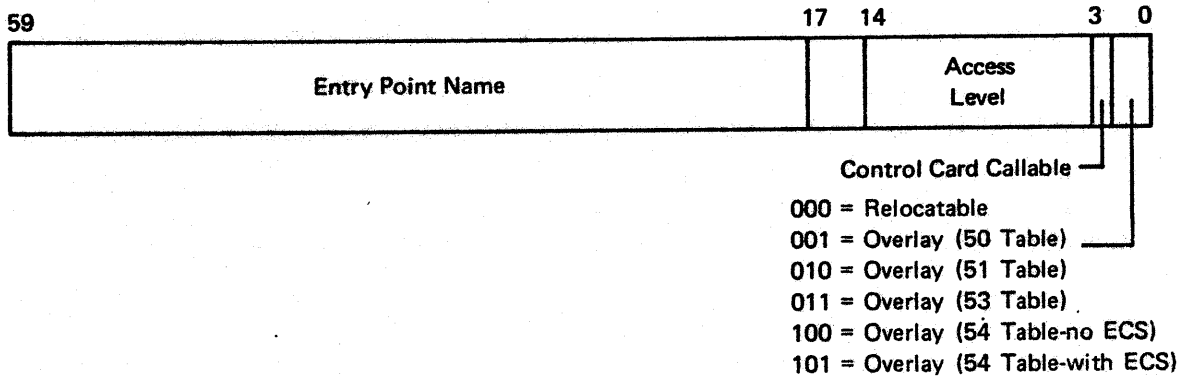 59 17 14 3 0
Entry Point Name
Access
Level
Control Card Callable
000 = Relocatable
001 = Overlay (50 Table)
010 = Overlay (51 Table)
011 = Overlay (53 Table)
100 = Overlay (54 Table-no ECS)
101 = Overlay (54 Table-with ECS)